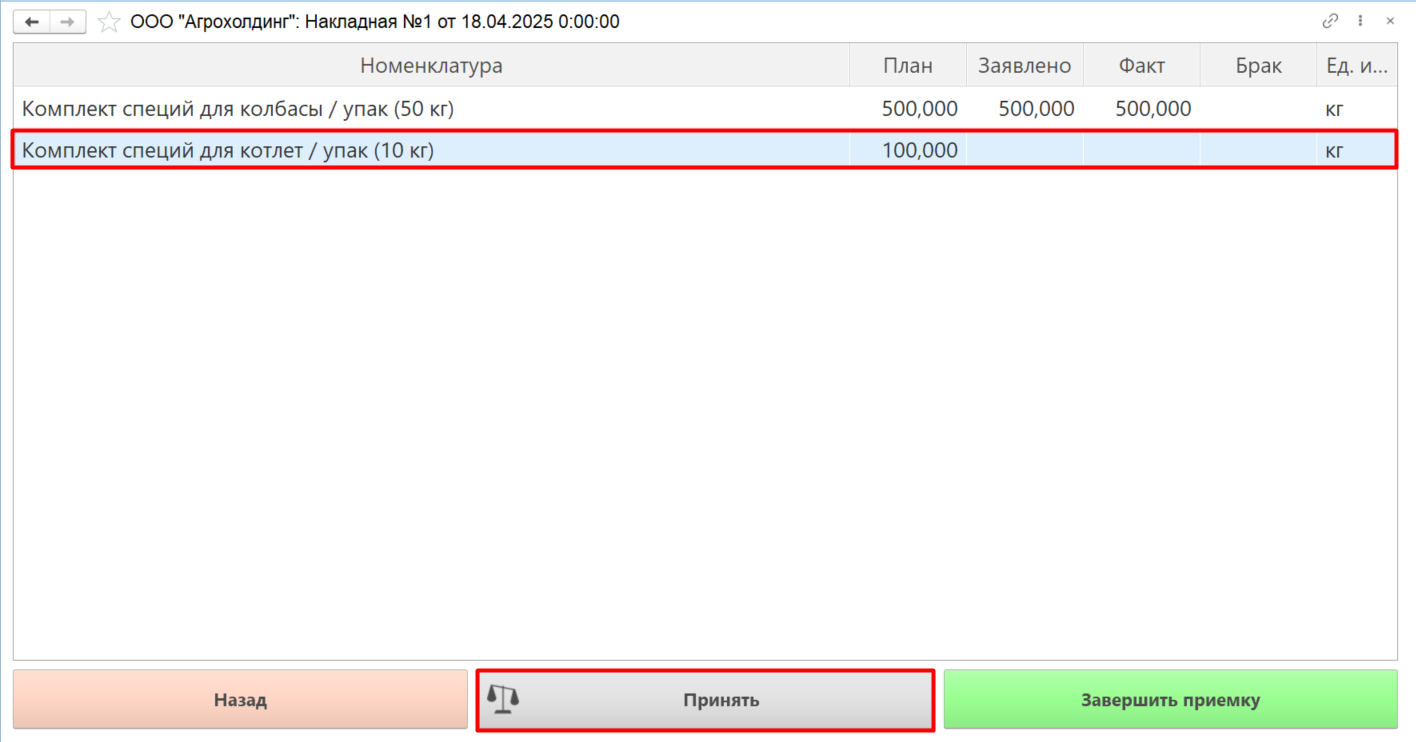 ООО "Агрохолдинг": Накладная №1 от 18.04.2025 0:00:00
Номенклатура План Заявлено Факт Брак Ед. и...
Комплект специй для колбасы / упак (50 кг) 500,000 500,000 500,000 кг
Комплект специй для котлет / упак (10 кг) 100,000 кг
Назад Принять Завершить приемку